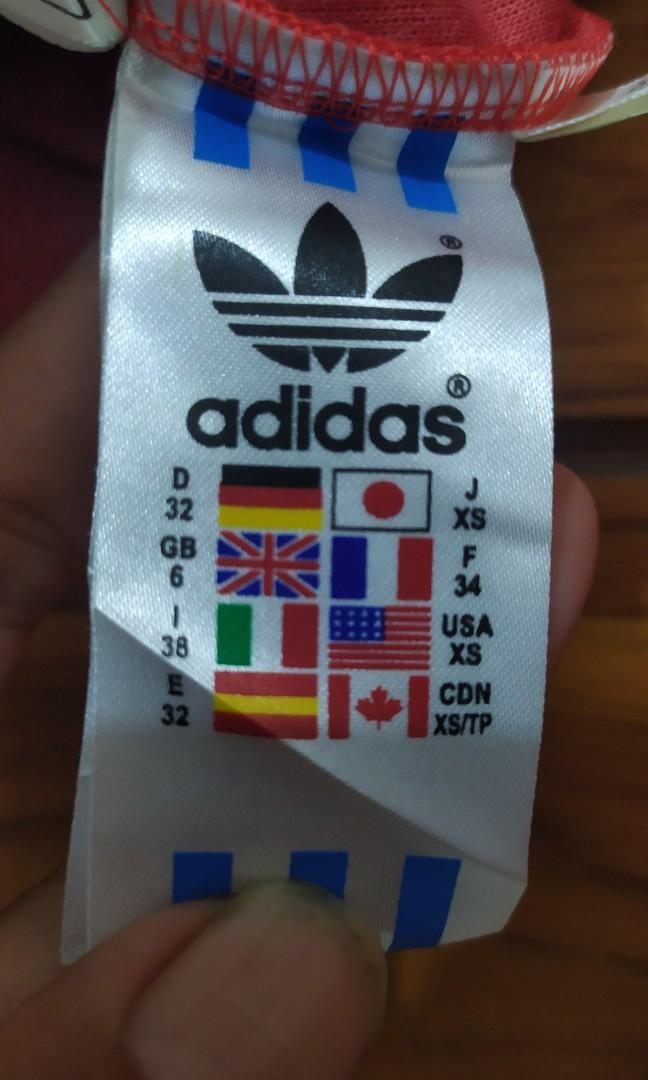 ®
adidas®
D
32
J
XS
GB
6
F
34
I
38
USA
XS
E
32
CDN
XS/TP